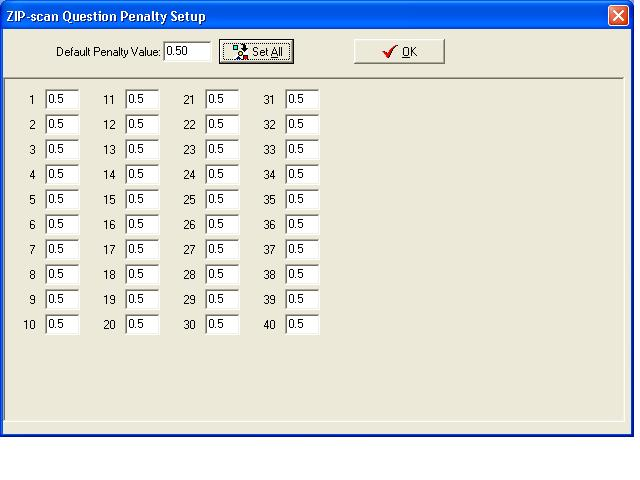 ZIP-scan Question Penalty Setup
Default Penalty Value: 0.50 Set All OK
1 0.5 11 0.5 21 0.5 31 0.5
2 0.5 12 0.5 22 0.5 32 0.5
3 0.5 13 0.5 23 0.5 33 0.5
4 0.5 14 0.5 24 0.5 34 0.5
5 0.5 15 0.5 25 0.5 35 0.5
6 0.5 16 0.5 26 0.5 36 0.5
7 0.5 17 0.5 27 0.5 37 0.5
8 0.5 18 0.5 28 0.5 38 0.5
9 0.5 19 0.5 29 0.5 39 0.5
10 0.5 20 0.5 30 0.5 40 0.5